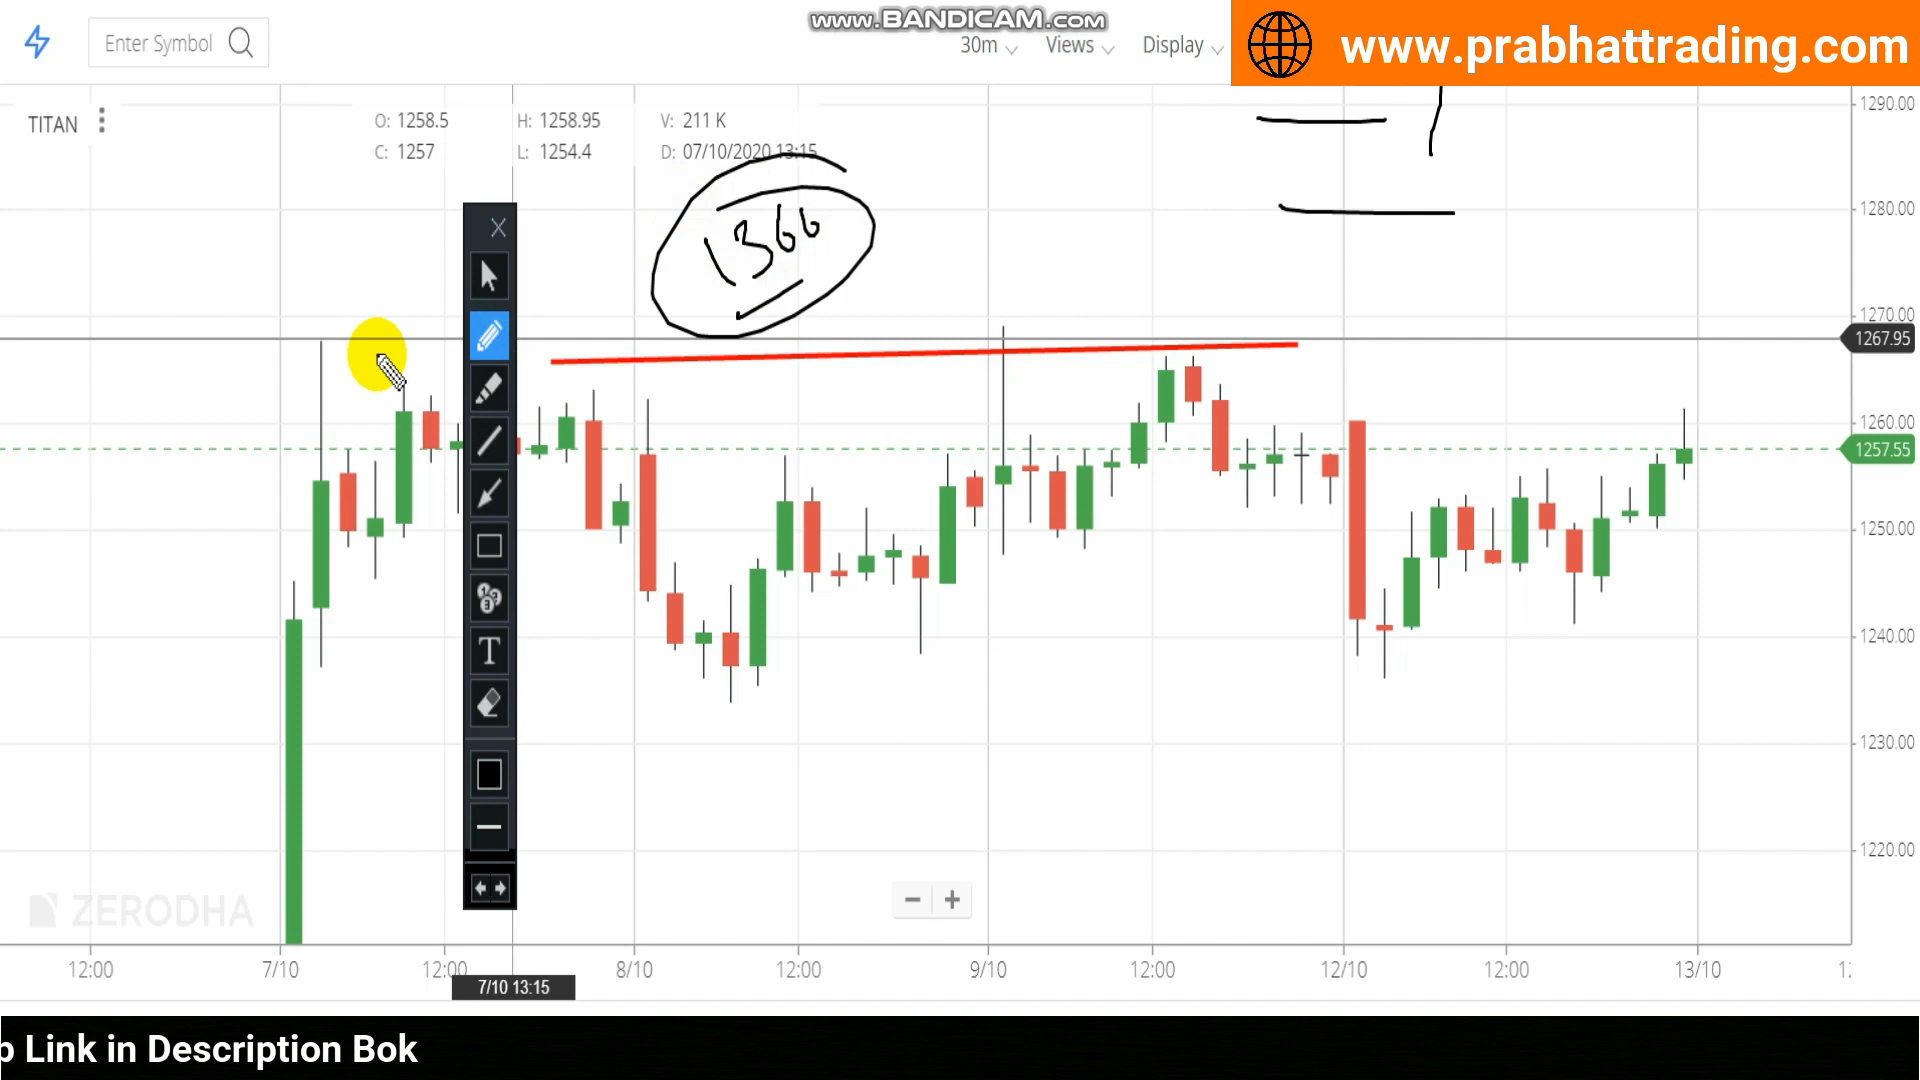 www.BANDICAM.com
Enter Symbol
30m
Views
Display
www.prabhattrading.com
TITAN
O: 1258.5
H: 1258.95
V: 211 K
C: 1257
L: 1254.4
D: 07/10/2020 13:15
1366
1290.00
1280.00
1270.00
1267.95
1260.00
1257.55
1250.00
1240.00
1230.00
1220.00
T
ZERODHA
12:00
7/10
12:00
8/10
12:00
9/10
12:00
12/10
12:00
13/10
7/10 13:15
Link in Description Bok